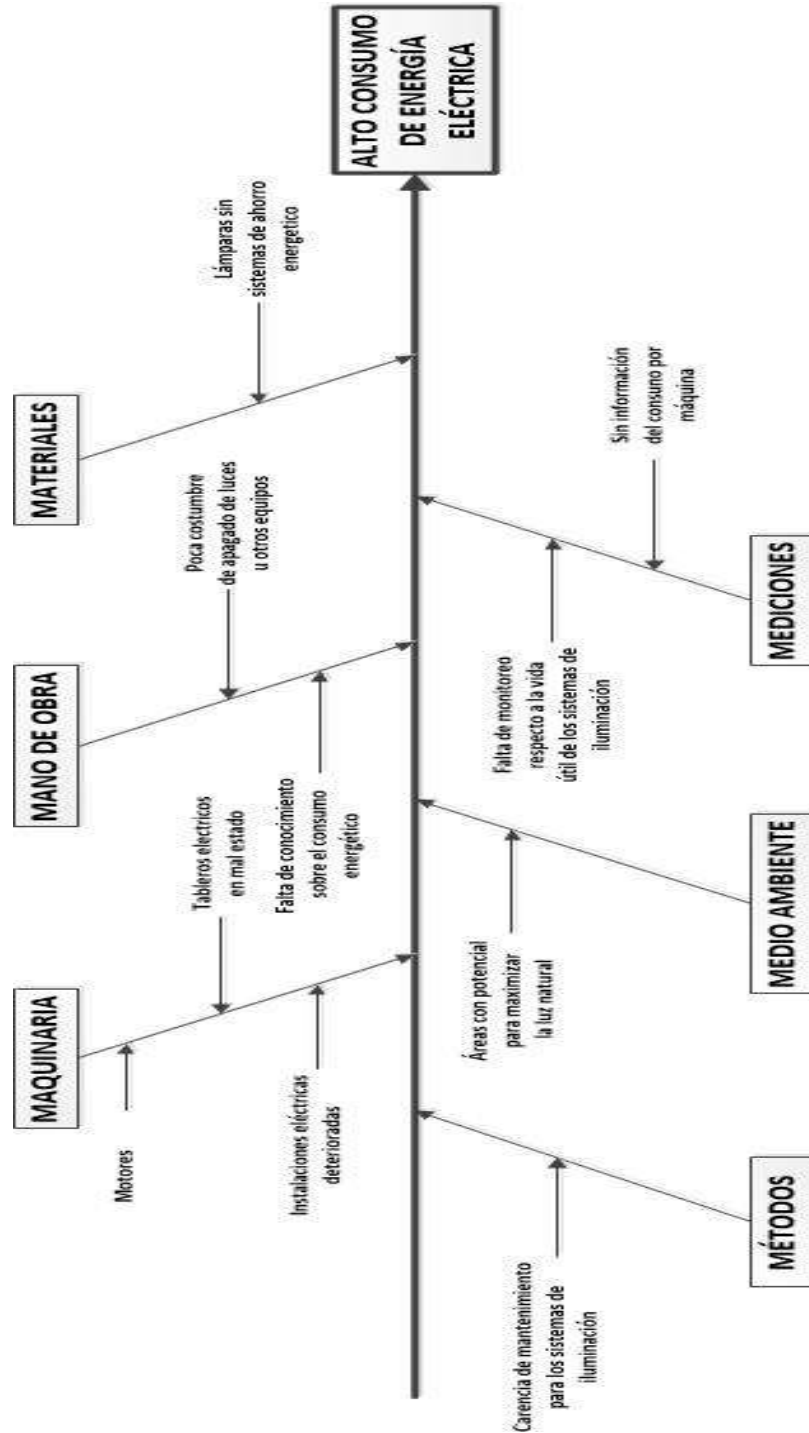 MAQUINARIA
Motores
Tableros electricos
en mal estado
Instalaciones eléctricas
deterioradas
MANO DE OBRA
Poca costumbre
de apagado de luces
u otros equipos
Falta de conocimiento
sobre el consumo
energético
MATERIALES
Lámparas sin
sistemas de ahorro
energetico
ALTO CONSUMO
DE ENERGÍA
ELÉCTRICA
Carencia de mantenimiento
para los sistemas de
iluminación
MÉTODOS
Áreas con potencial
para maximizar
la luz natural
MEDIO AMBIENTE
Falta de monitoreo
respecto a la vida
útil de los sistemas de
iluminación
Sin información
del consuno por
máquina
MEDICIONES